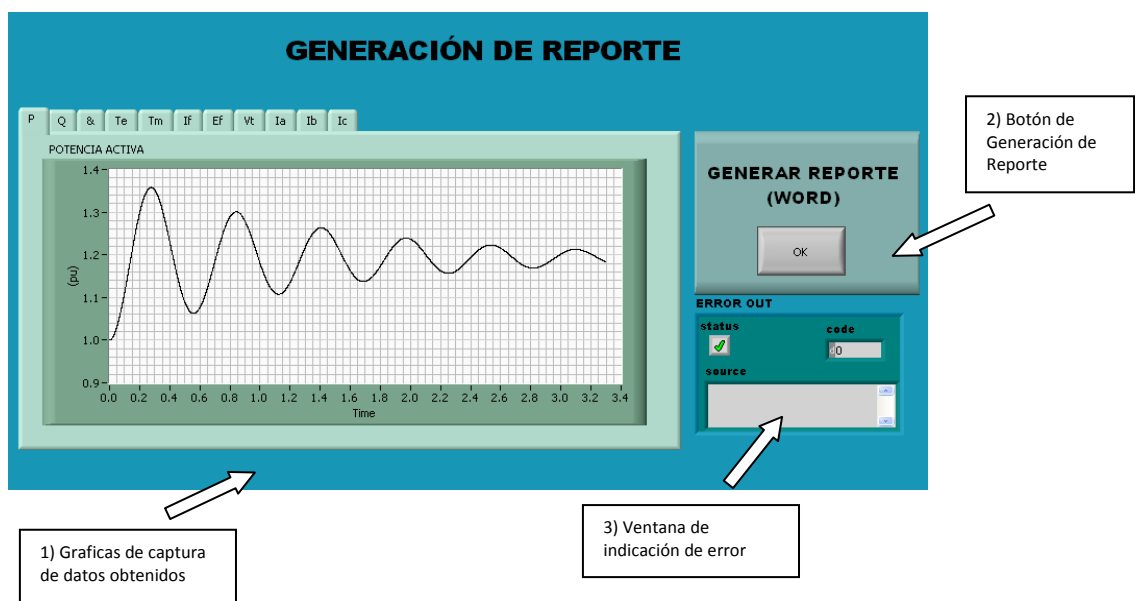 GENERACIÓN DE REPORTE
P Q & Te Tm If Ef Vt Ia Ib Ic
POTENCIA ACTIVA
1.4
1.3
1.2
1.1
1.0
0.9
(pu)
0.0 0.2 0.4 0.6 0.8 1.0 1.2 1.4 1.6 1.8 2.0 2.2 2.4 2.6 2.8 3.0 3.2 3.4
Time
GENERAR REPORTE
(WORD)
OK
ERROR OUT
status
code
0
source
2) Botón de
Generación de
Reporte
1) Graficas de captura
de datos obtenidos
3) Ventana de
indicación de error